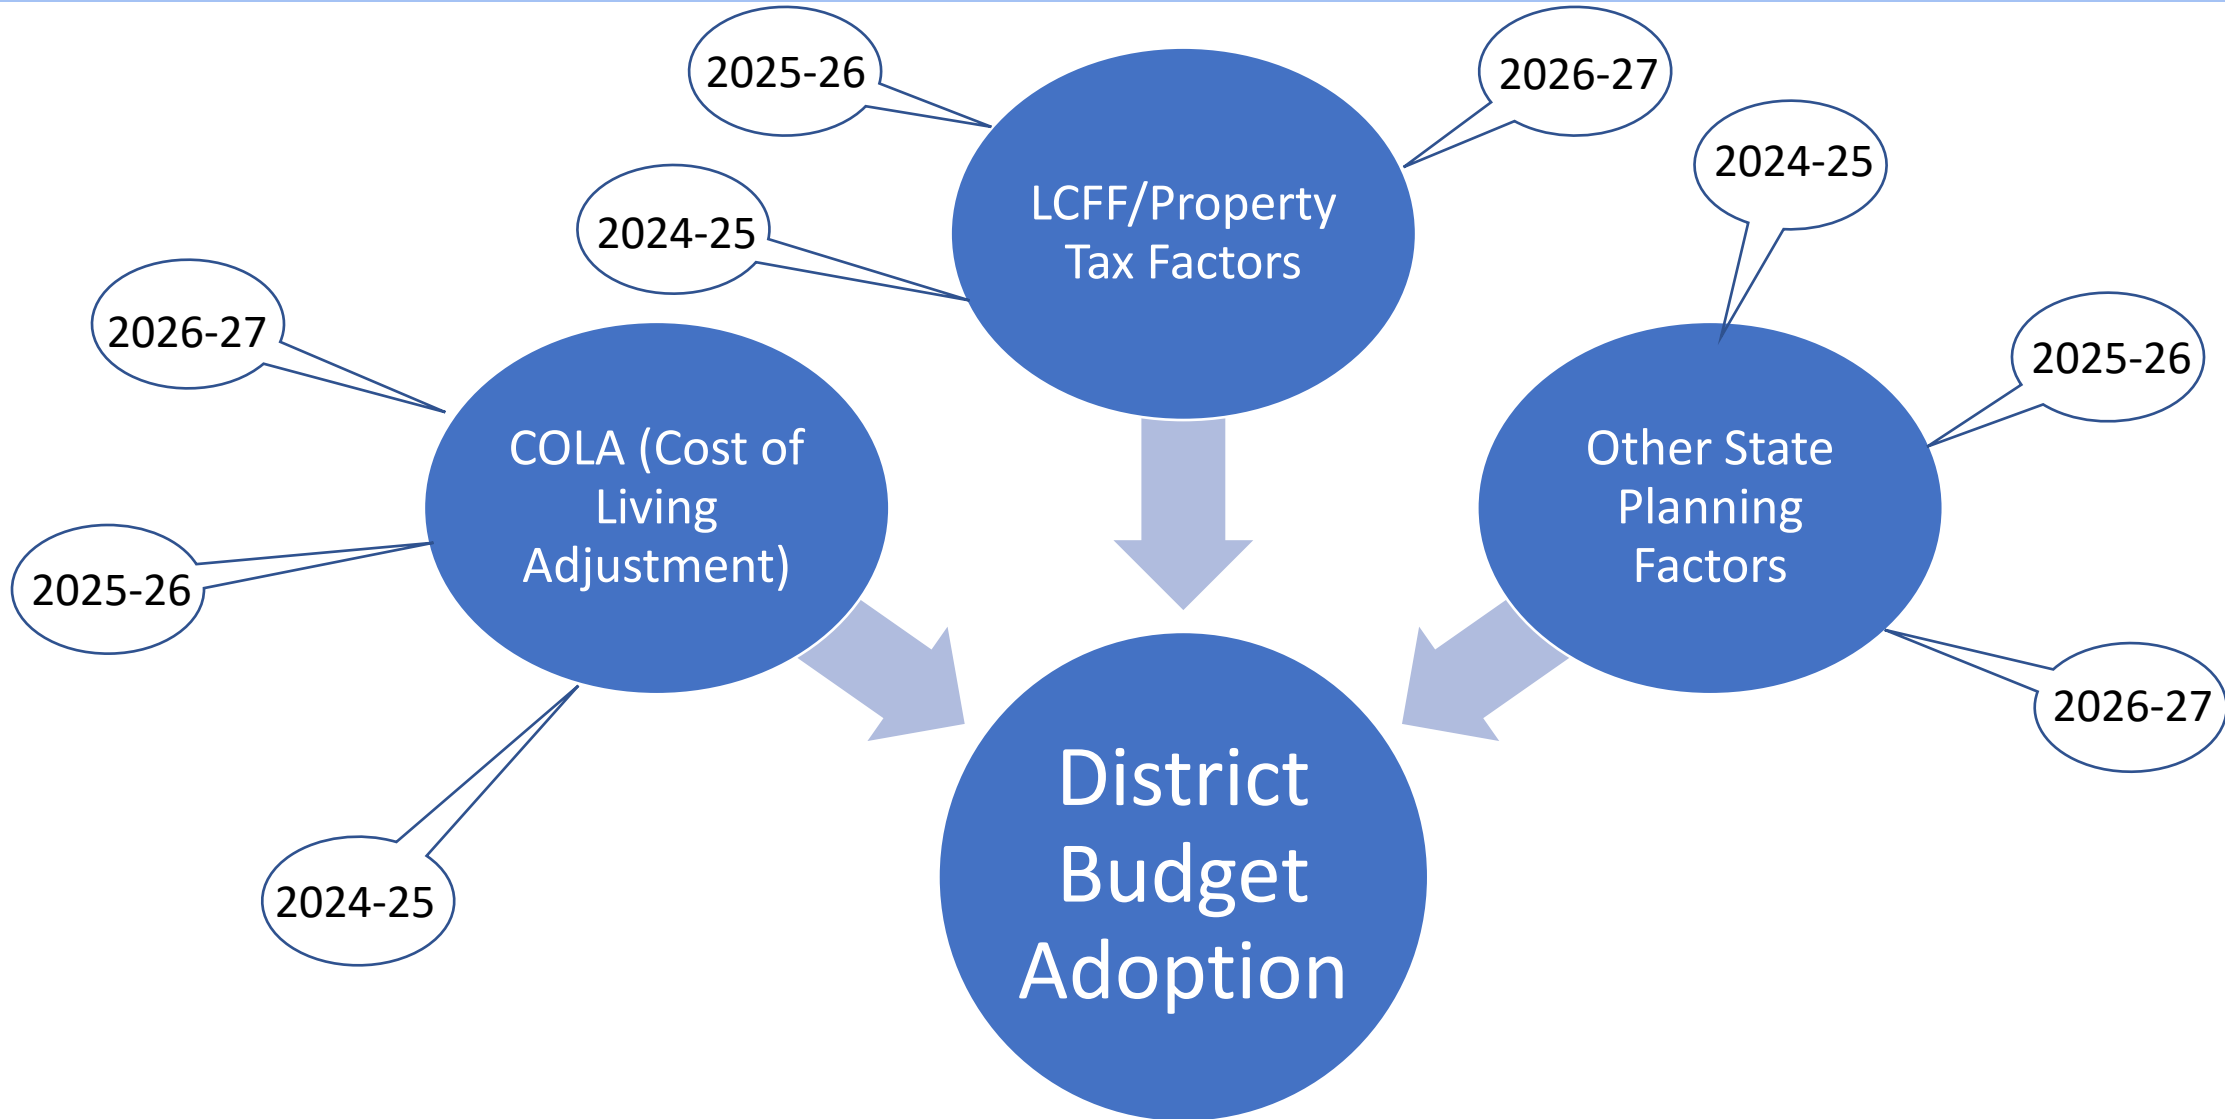 2025-26
2026-27
LCFF/Property
Tax Factors
2024-25
2024-25
2026-27
COLA (Cost of
Living
Adjustment)
2025-26
2024-25
Other State
Planning
Factors
2025-26
2026-27
District
Budget
Adoption